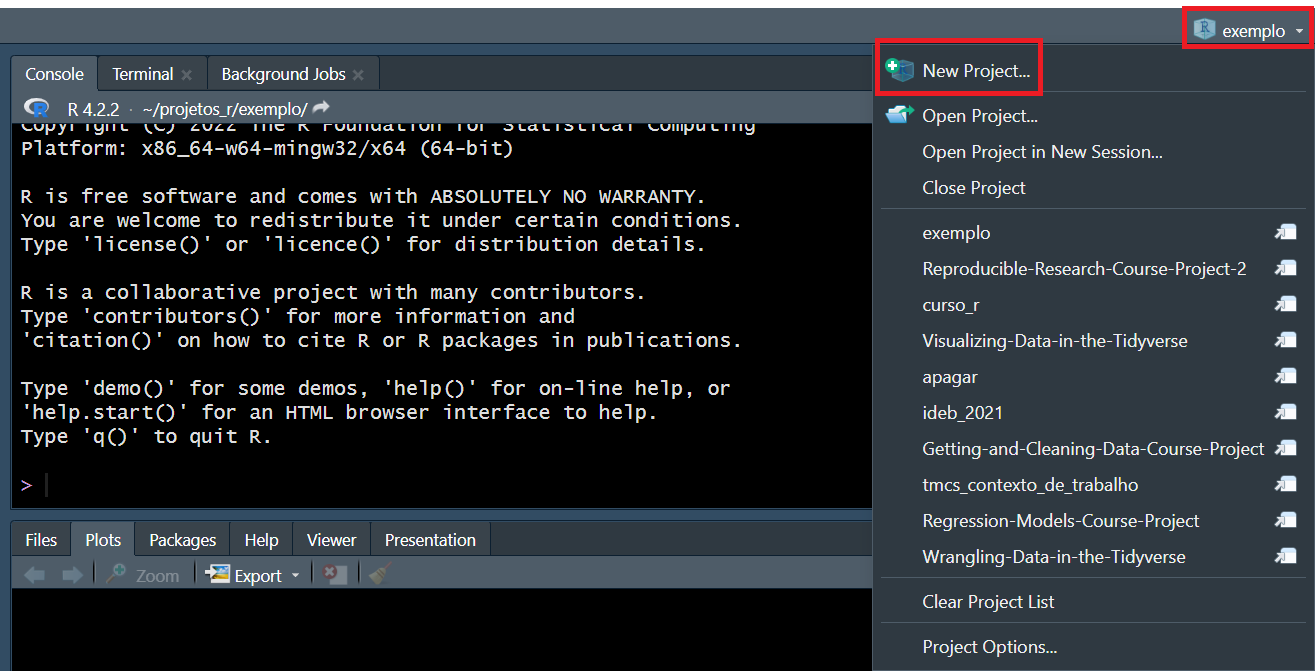 exemplo
Console Terminal Background Jobs
R 4.2.2 · ~/projetos_r/exemplo/
Copyright (C) 2022 The R Foundation for Statistical Computing
Platform: x86_64-w64-mingw32/x64 (64-bit)
R is free software and comes with ABSOLUTELY NO WARRANTY.
You are welcome to redistribute it under certain conditions.
Type 'license()' or 'licence()' for distribution details.
R is a collaborative project with many contributors.
Type 'contributors()' for more information and
'citation()' on how to cite R or R packages in publications.
Type 'demo()' for some demos, 'help()' for on-line help, or
'help.start()' for an HTML browser interface to help.
Type 'q()' to quit R.
>
Files Plots Packages Help Viewer Presentation
Zoom Export
New Project...
Open Project...
Open Project in New Session...
Close Project
exemplo
Reproducible-Research-Course-Project-2
curso_r
Visualizing-Data-in-the-Tidyverse
apagar
ideb_2021
Getting-and-Cleaning-Data-Course-Project
tmcs_contexto_de_trabalho
Regression-Models-Course-Project
Wrangling-Data-in-the-Tidyverse
Clear Project List
Project Options...